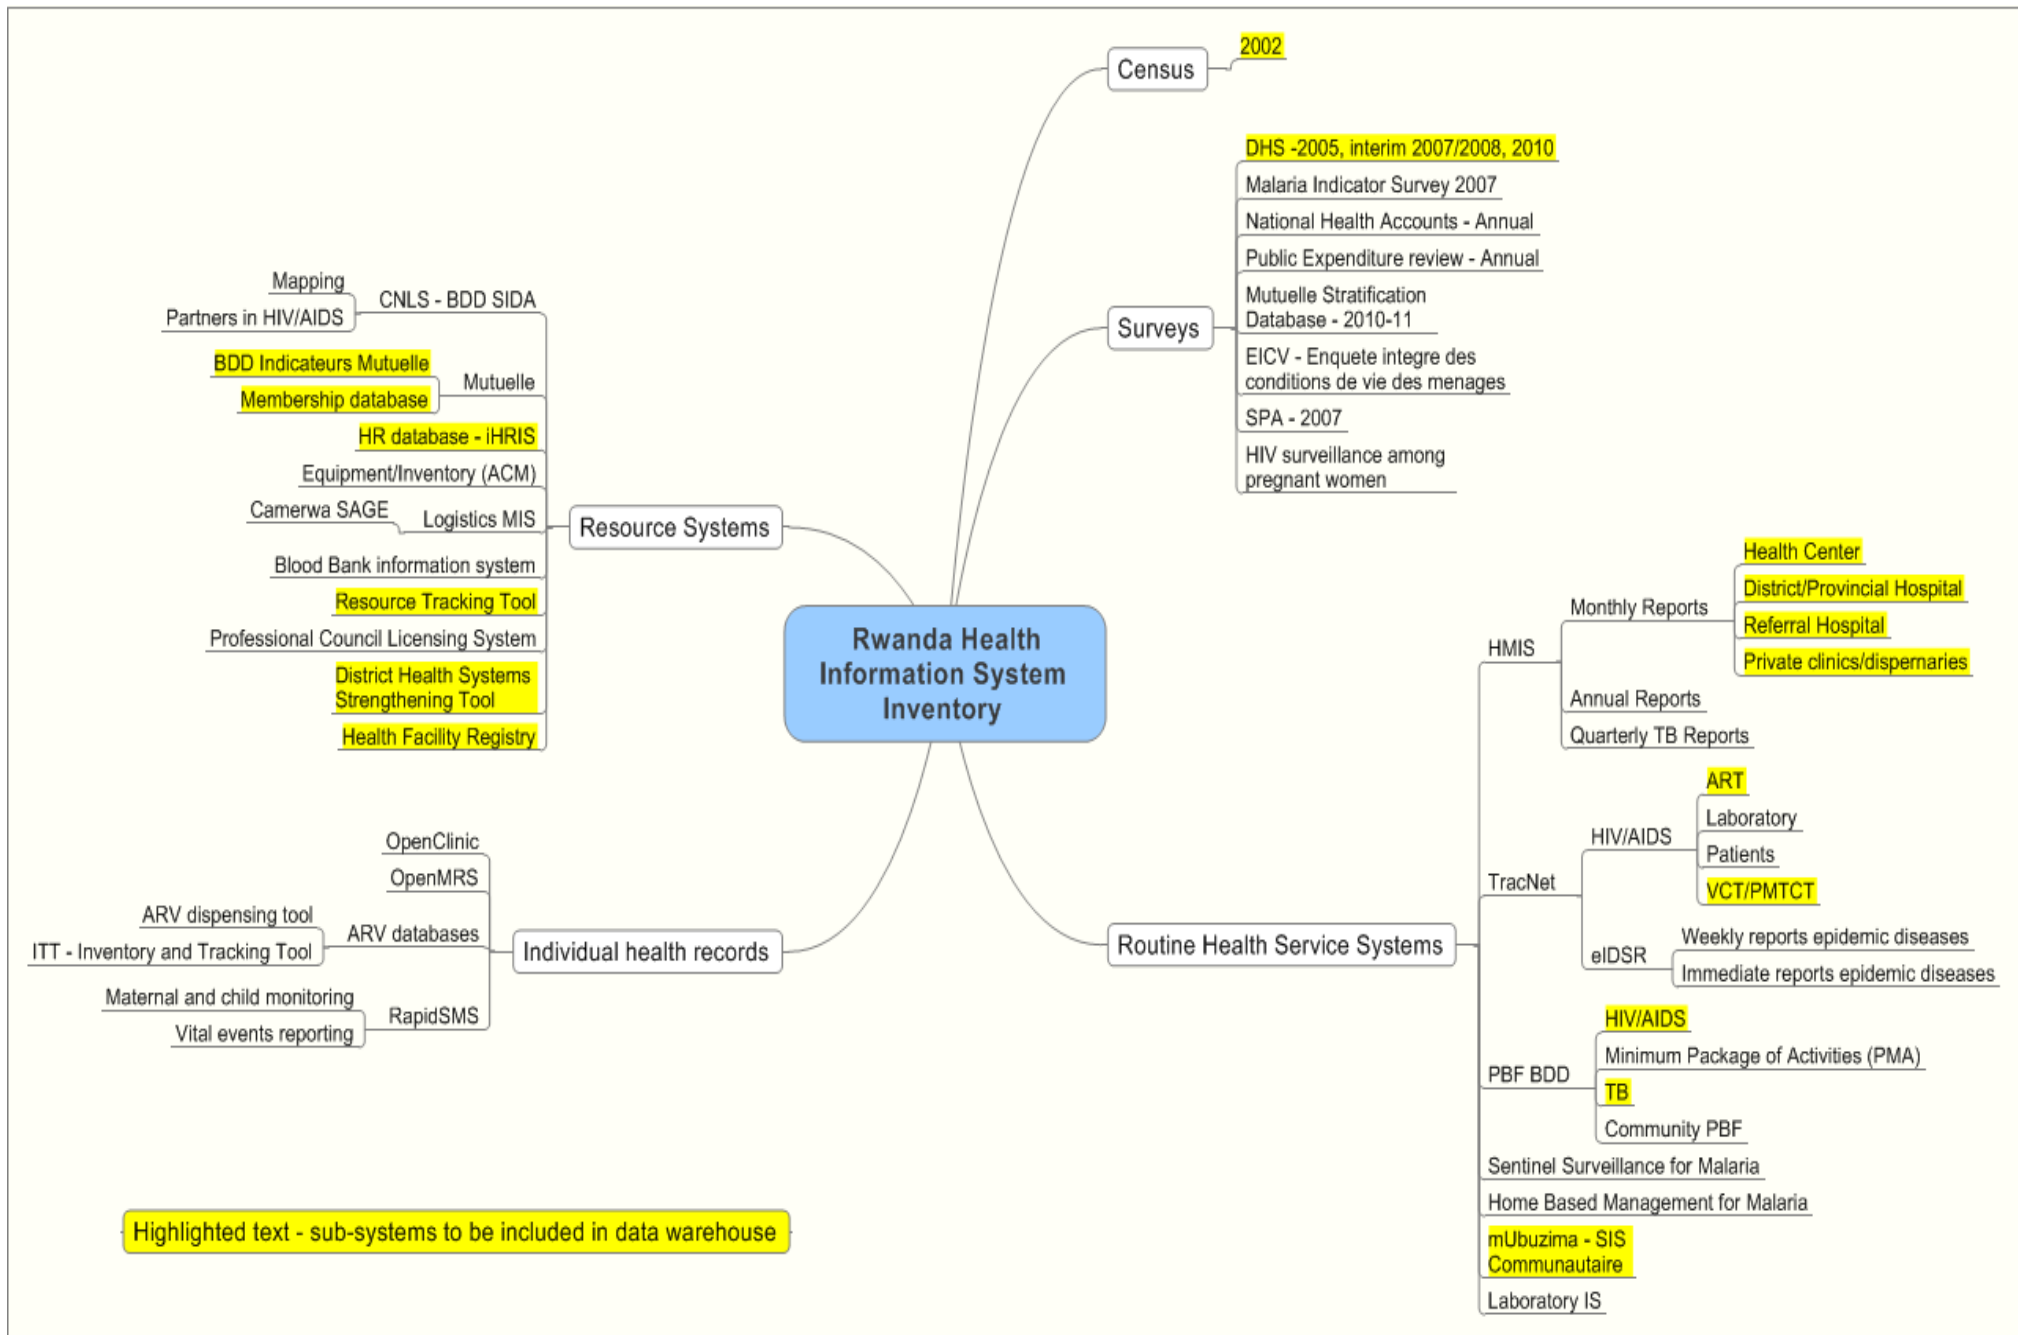 Rwanda Health
Information System
Inventory
Census
2002
Surveys
DHS -2005, interim 2007/2008, 2010
Malaria Indicator Survey 2007
National Health Accounts - Annual
Public Expenditure review - Annual
Mutuelle Stratification
Database - 2010-11
EICV - Enquete integre des
conditions de vie des menages
SPA - 2007
HIV surveillance among
pregnant women
Routine Health Service Systems
HMIS
Monthly Reports
Health Center
District/Provincial Hospital
Referral Hospital
Private clinics/dispernaries
Annual Reports
Quarterly TB Reports
TracNet
HIV/AIDS
ART
Laboratory
Patients
VCT/PMTCT
eIDSR
Weekly reports epidemic diseases
Immediate reports epidemic diseases
PBF BDD
HIV/AIDS
Minimum Package of Activities (PMA)
TB
Community PBF
Sentinel Surveillance for Malaria
Home Based Management for Malaria
mUbuzima - SIS
Communautaire
Laboratory IS
Resource Systems
CNLS - BDD SIDA
Mapping
Partners in HIV/AIDS
Mutuelle
BDD Indicateurs Mutuelle
Membership database
HR database - iHRIS
Equipment/Inventory (ACM)
Logistics MIS
Camerwa SAGE
Blood Bank information system
Resource Tracking Tool
Professional Council Licensing System
District Health Systems
Strengthening Tool
Health Facility Registry
Individual health records
OpenClinic
OpenMRS
ARV databases
ARV dispensing tool
ITT - Inventory and Tracking Tool
RapidSMS
Maternal and child monitoring
Vital events reporting
Highlighted text - sub-systems to be included in data warehouse